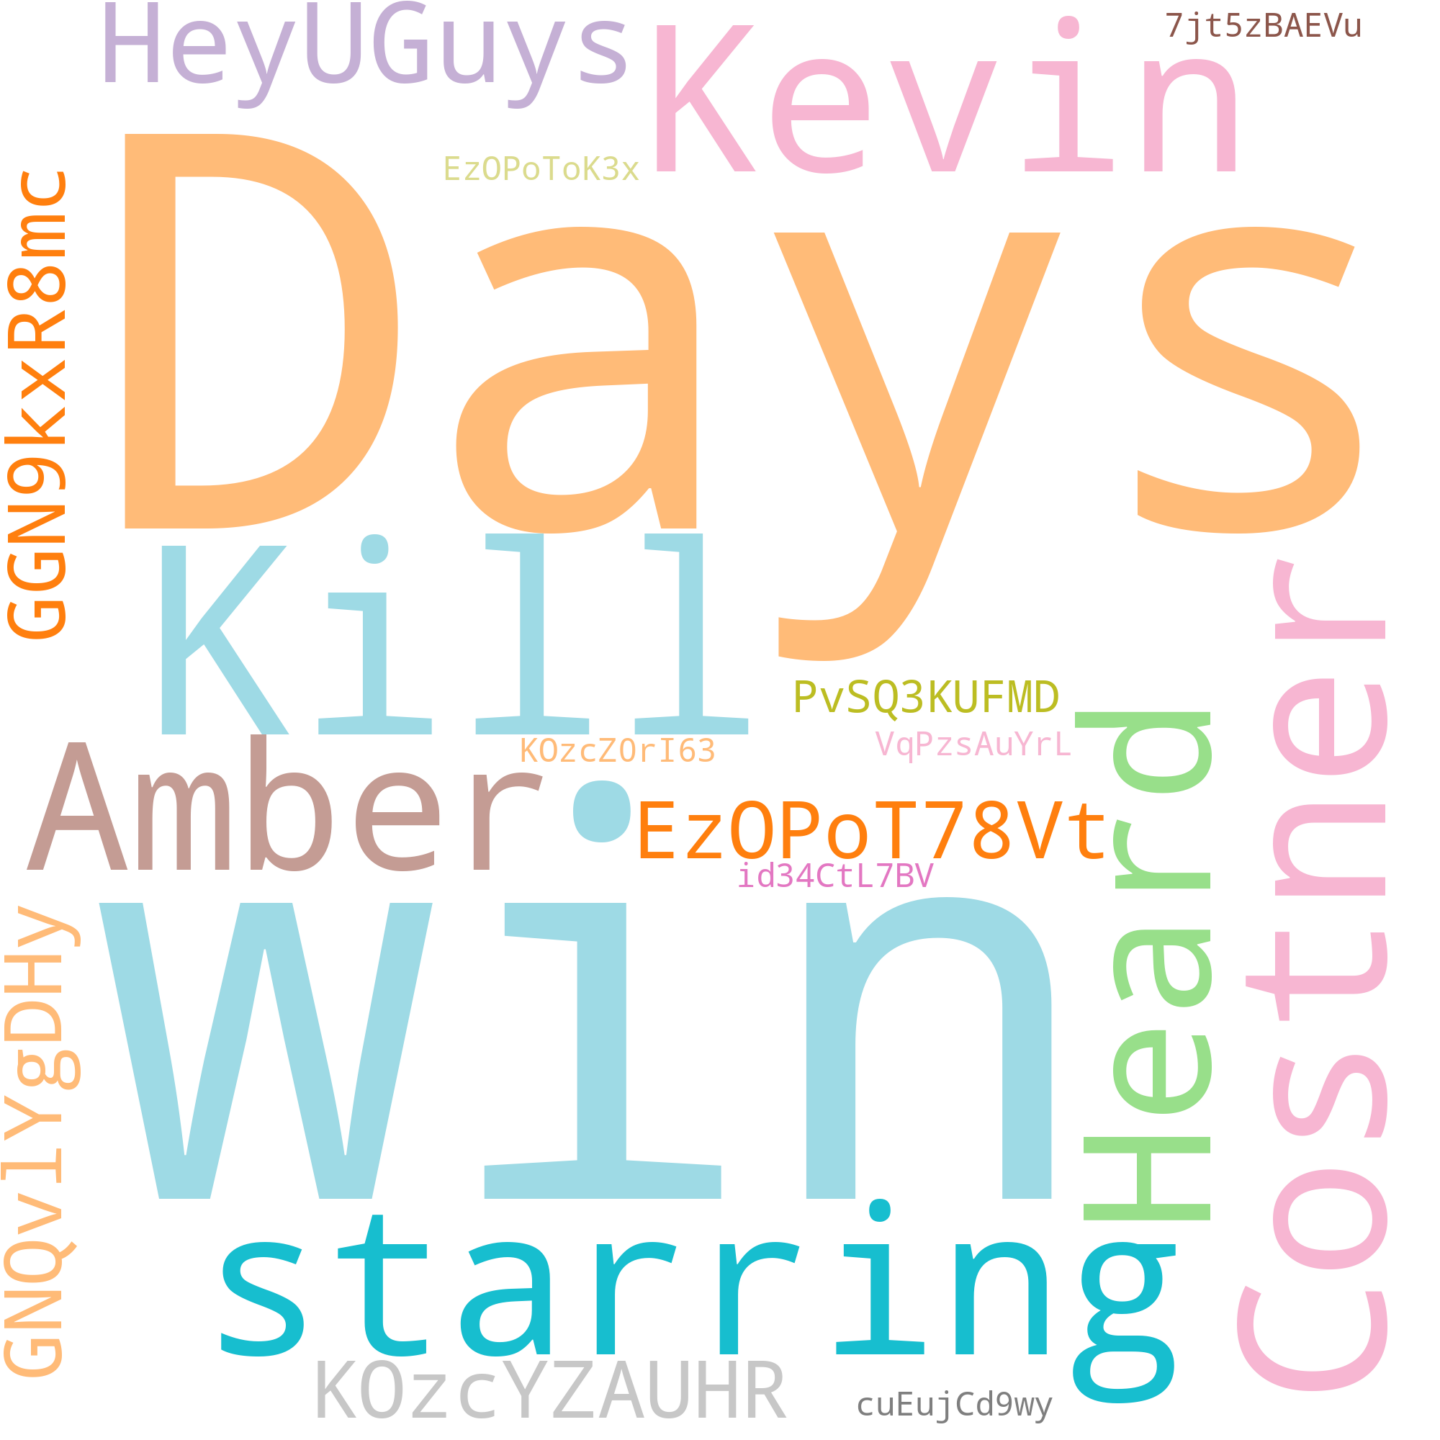 HeyUGuys
Kevin
7jt5zBAEVu
EzOPoToK3x
Days
GGN9kxR8mc
Kill
PvSQ3KUFMD
VqPzsAuYrL
KOzcZOrI63
Amber
EzOPoT78Vt
id34CtL7BV
Heard
Costner
win
GNQvlYgDHy
starring
KOzcYZAUHR
cuEujCd9wy